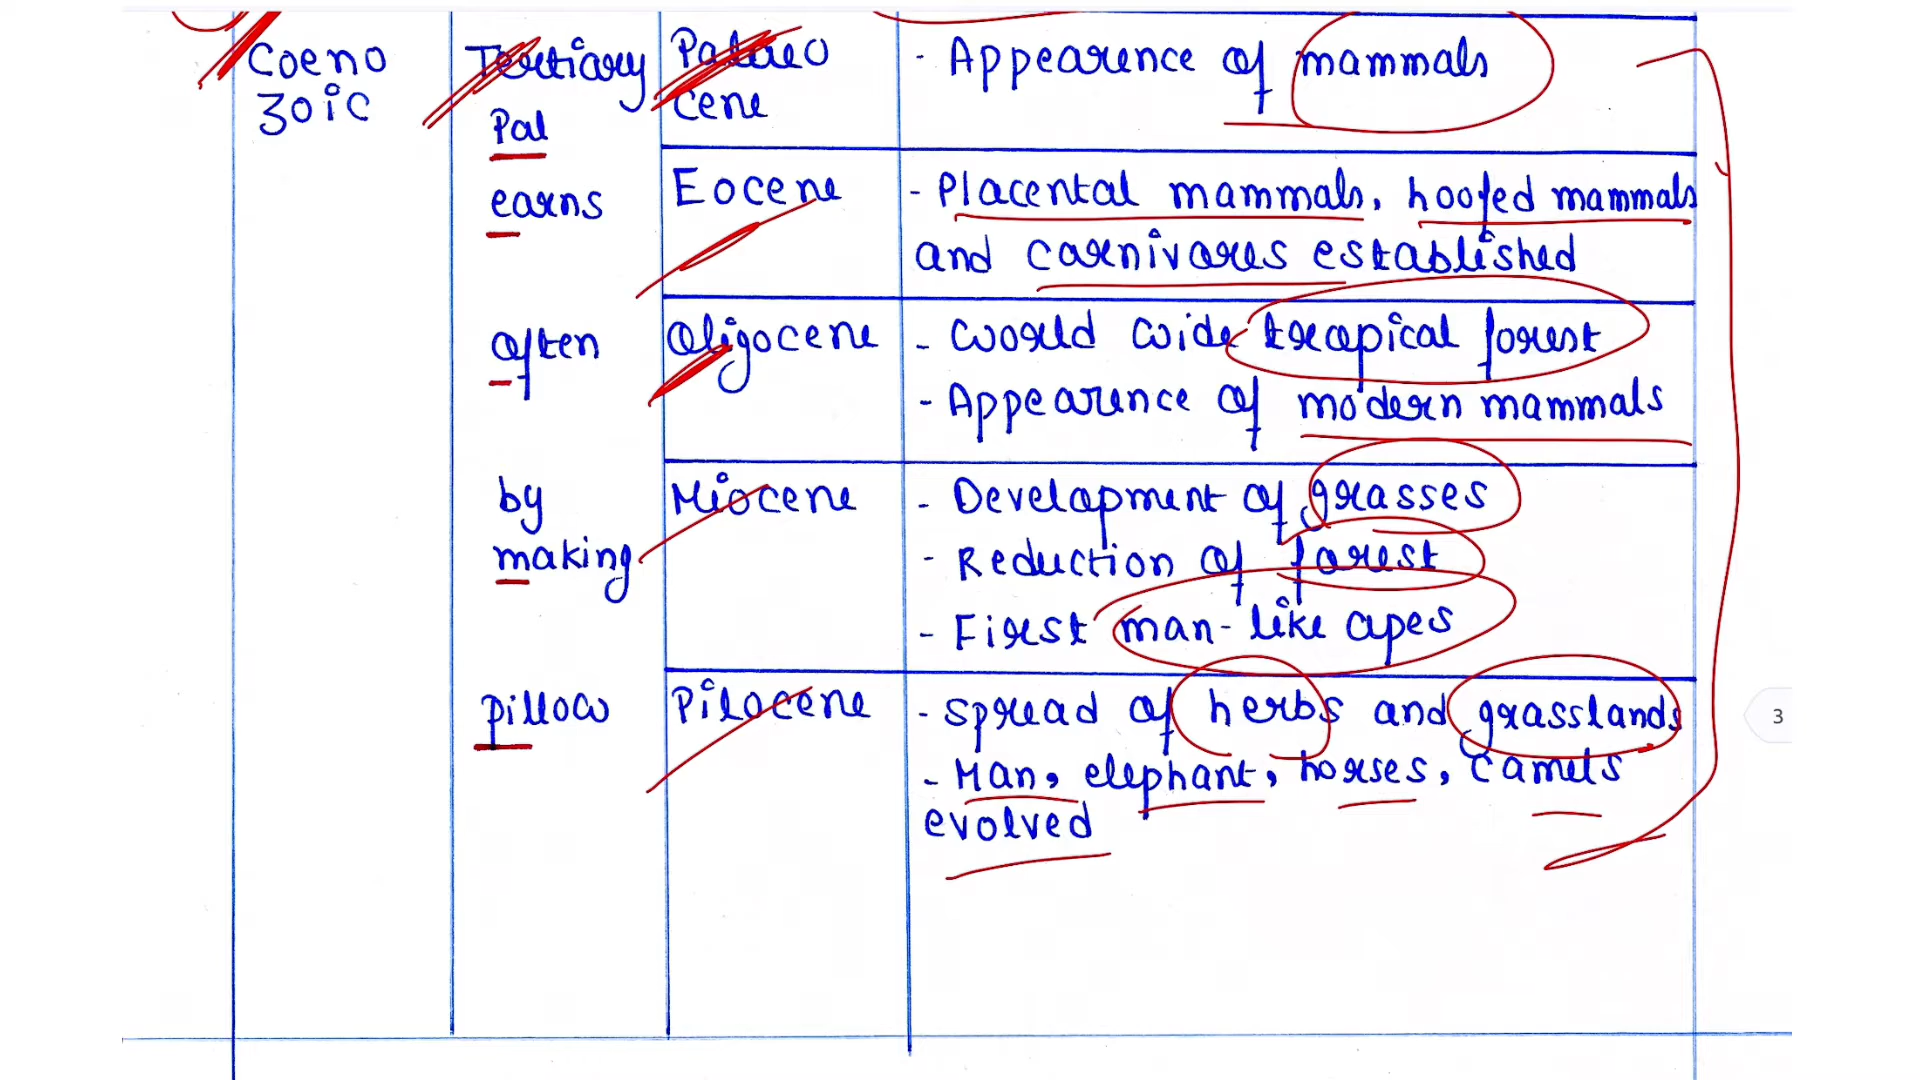 Coeno
zoic
Tertiary
Pal
earns
often
by
making
pillow
Palaeo
cene
- Appearence of mammals
Eocene
- Placental mammals, hoofed mammals
and carnivores established
Oligocene
- World wide tropical forest
- Appearence of modern mammals
Miocene
- Development of grasses
- Reduction of forest
- First man-like apes
Pilocene
- Spread of herbs and grasslands
- Man, elephant, horses, camels
evolved
3